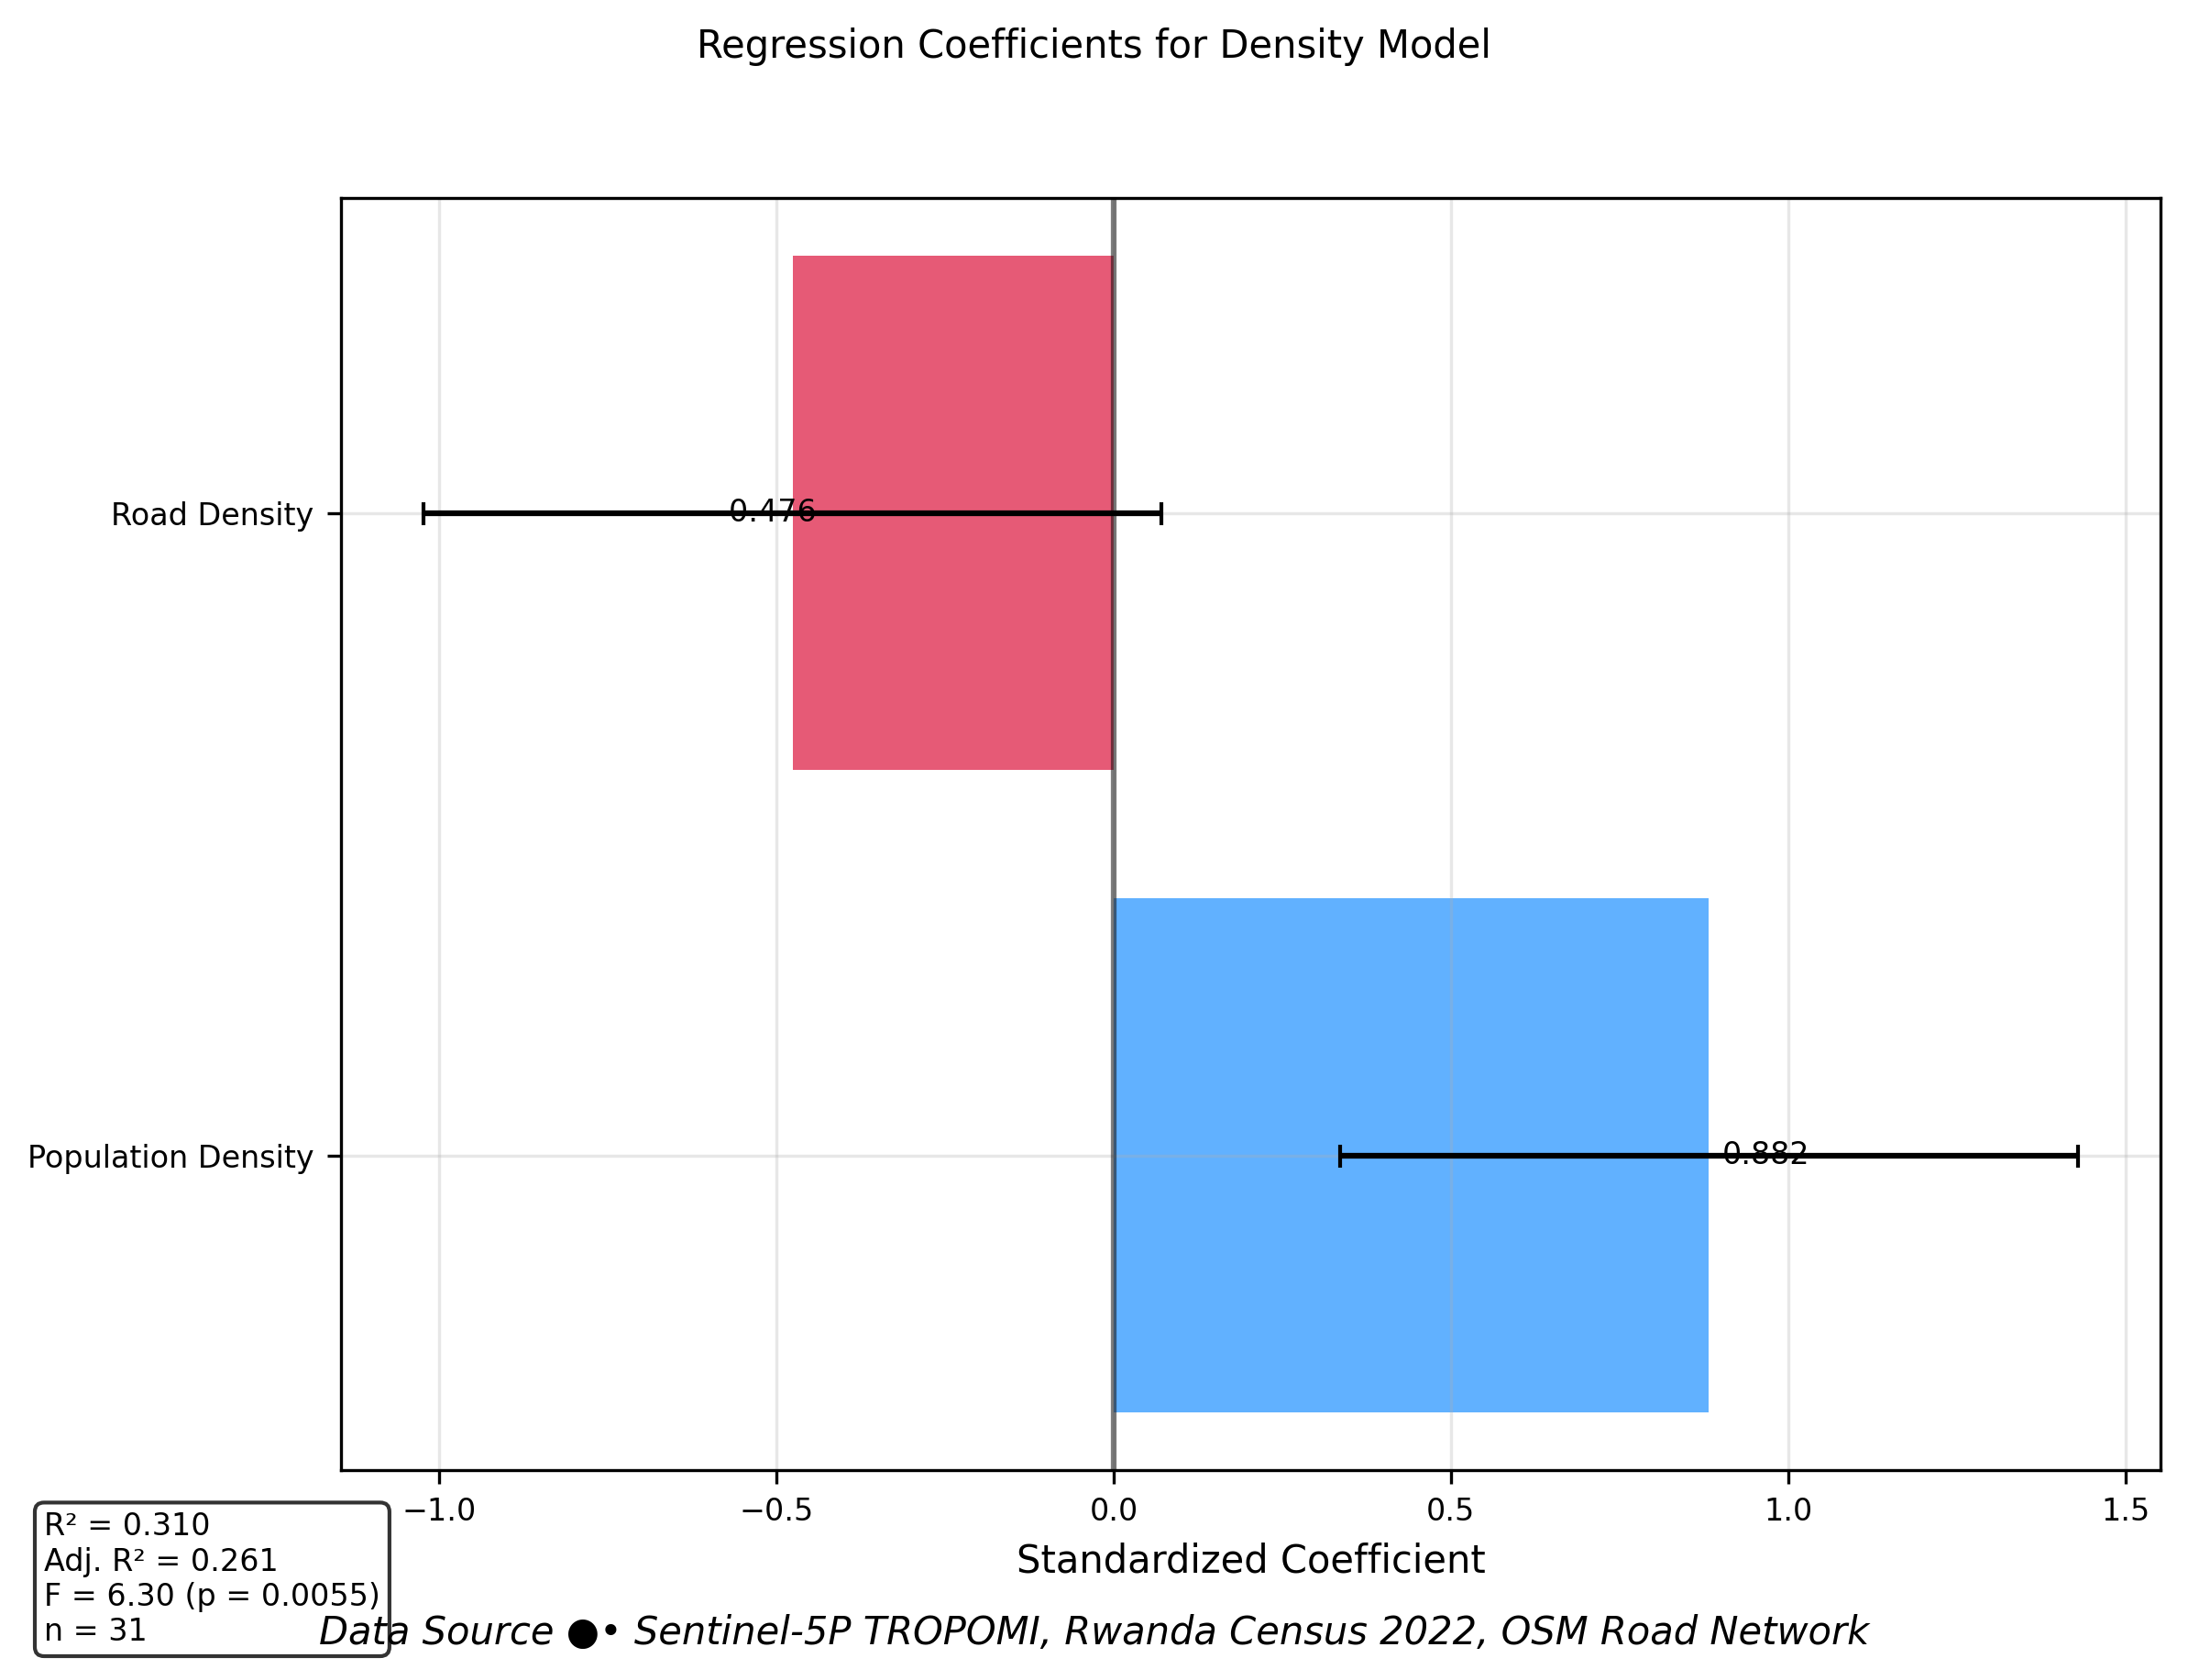 Regression Coefficients for Density Model
Road Density
0.476
Population Density
0.882
−1.0 −0.5 0.0 0.5 1.0 1.5
Standardized Coefficient
R² = 0.310
Adj. R² = 0.261
F = 6.30 (p = 0.0055)
n = 31
Data Source ●• Sentinel-5P TROPOMI, Rwanda Census 2022, OSM Road Network